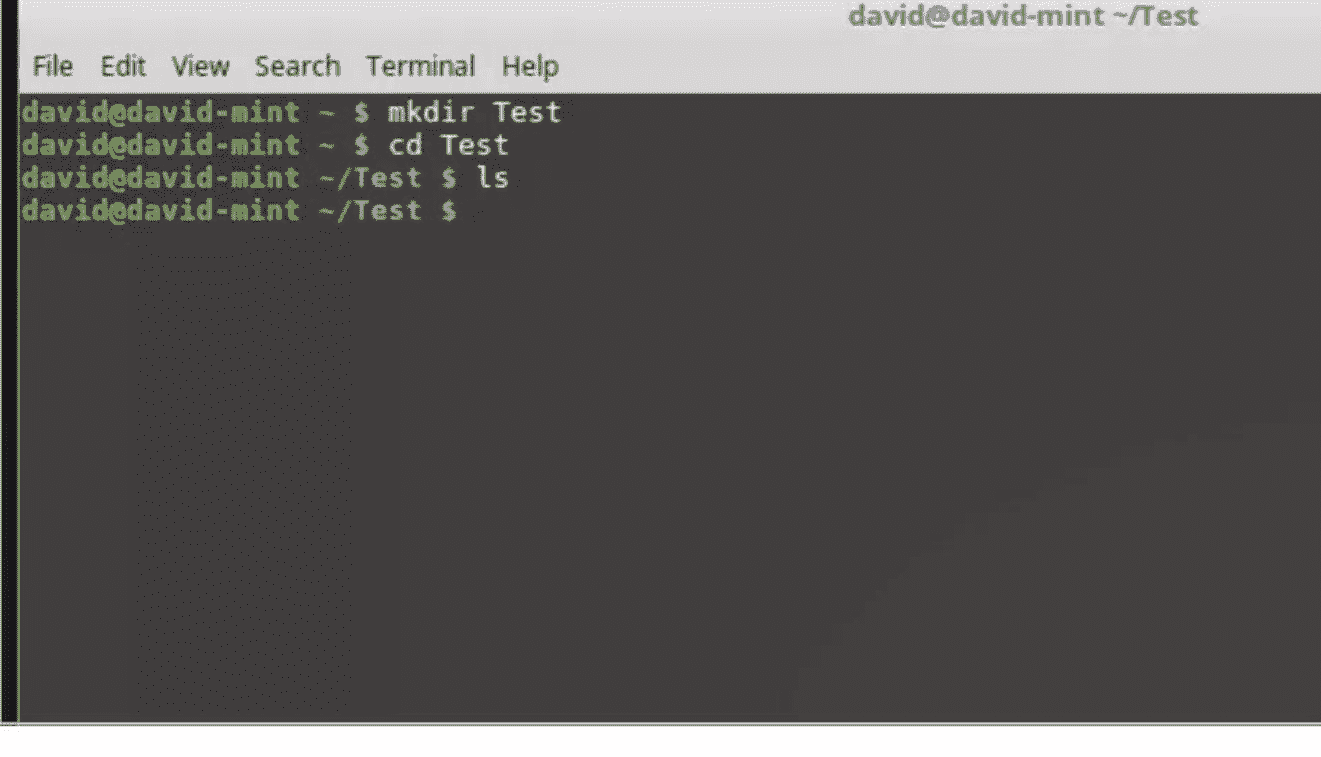 david@david-mint ~/Test
File Edit View Search Terminal Help
david@david-mint ~ $ mkdir Test
david@david-mint ~ $ cd Test
david@david-mint ~/Test $ ls
david@david-mint ~/Test $